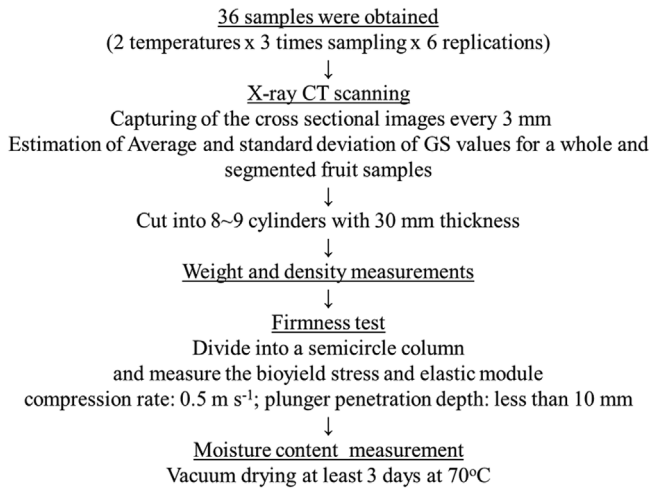 36 samples were obtained
(2 temperatures x 3 times sampling x 6 replications)
↓
X-ray CT scanning
Capturing of the cross sectional images every 3 mm
Estimation of Average and standard deviation of GS values for a whole and
segmented fruit samples
↓
Cut into 8~9 cylinders with 30 mm thickness
↓
Weight and density measurements
↓
Firmness test
Divide into a semicircle column
and measure the bioyield stress and elastic module
compression rate: 0.5 m s⁻¹; plunger penetration depth: less than 10 mm
↓
Moisture content measurement
Vacuum drying at least 3 days at 70°C